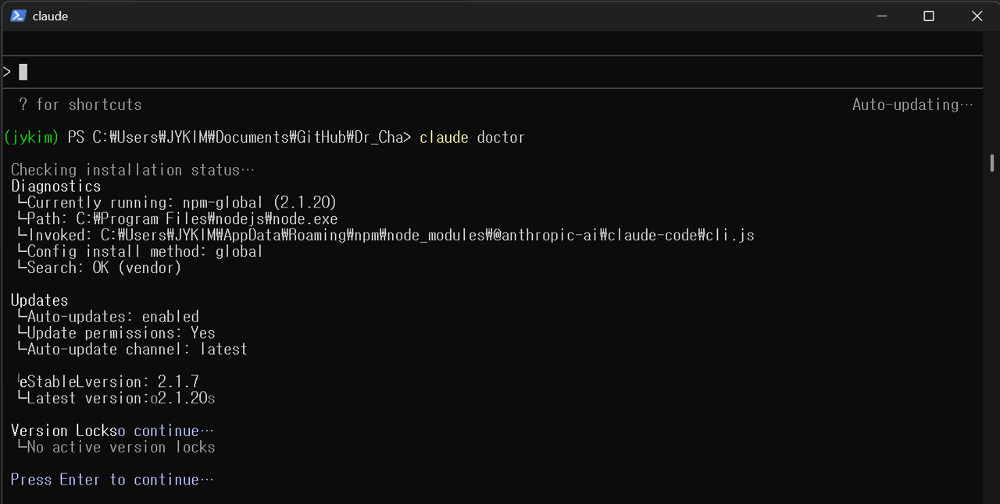 claude
>
? for shortcuts
Auto-updating…
(jykim) PS C:₩Users₩JYKIM₩Documents₩GitHub₩Dr_Cha> claude doctor
Checking installation status…
Diagnostics
└Currently running: npm-global (2.1.20)
└Path: C:₩Program Files₩nodejs₩node.exe
└Invoked: C:₩Users₩JYKIM₩AppData₩Roaming₩npm₩node_modules₩@anthropic-ai₩claude-code₩cli.js
└Config install method: global
└Search: OK (vendor)
Updates
└Auto-updates: enabled
└Update permissions: Yes
└Auto-update channel: latest
└eStableLversion: 2.1.7
└Latest version:o2.1.20s
Version Lockso continue…
└No active version locks
Press Enter to continue…